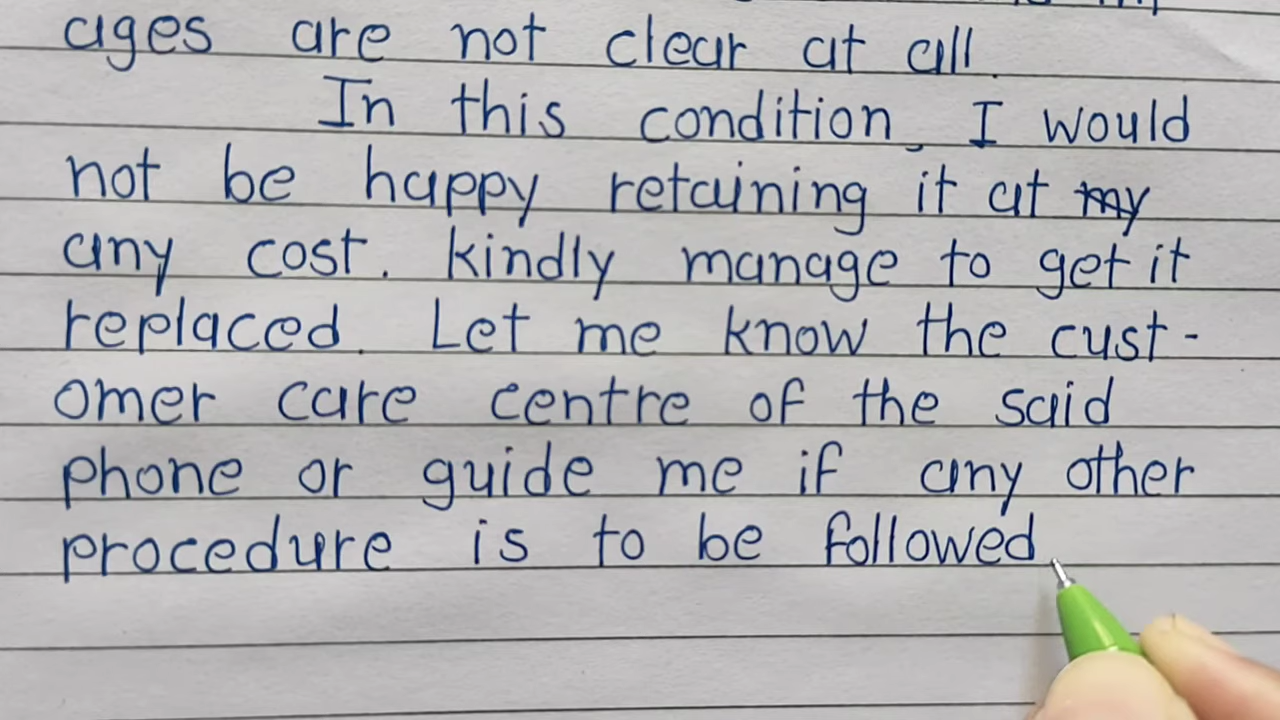 ages are not clear at all.
In this condition, I would
not be happy retaining it at my
any cost. kindly manage to get it
replaced. Let me know the cust-
omer care centre of the said
phone or guide me if any other
procedure is to be followed.